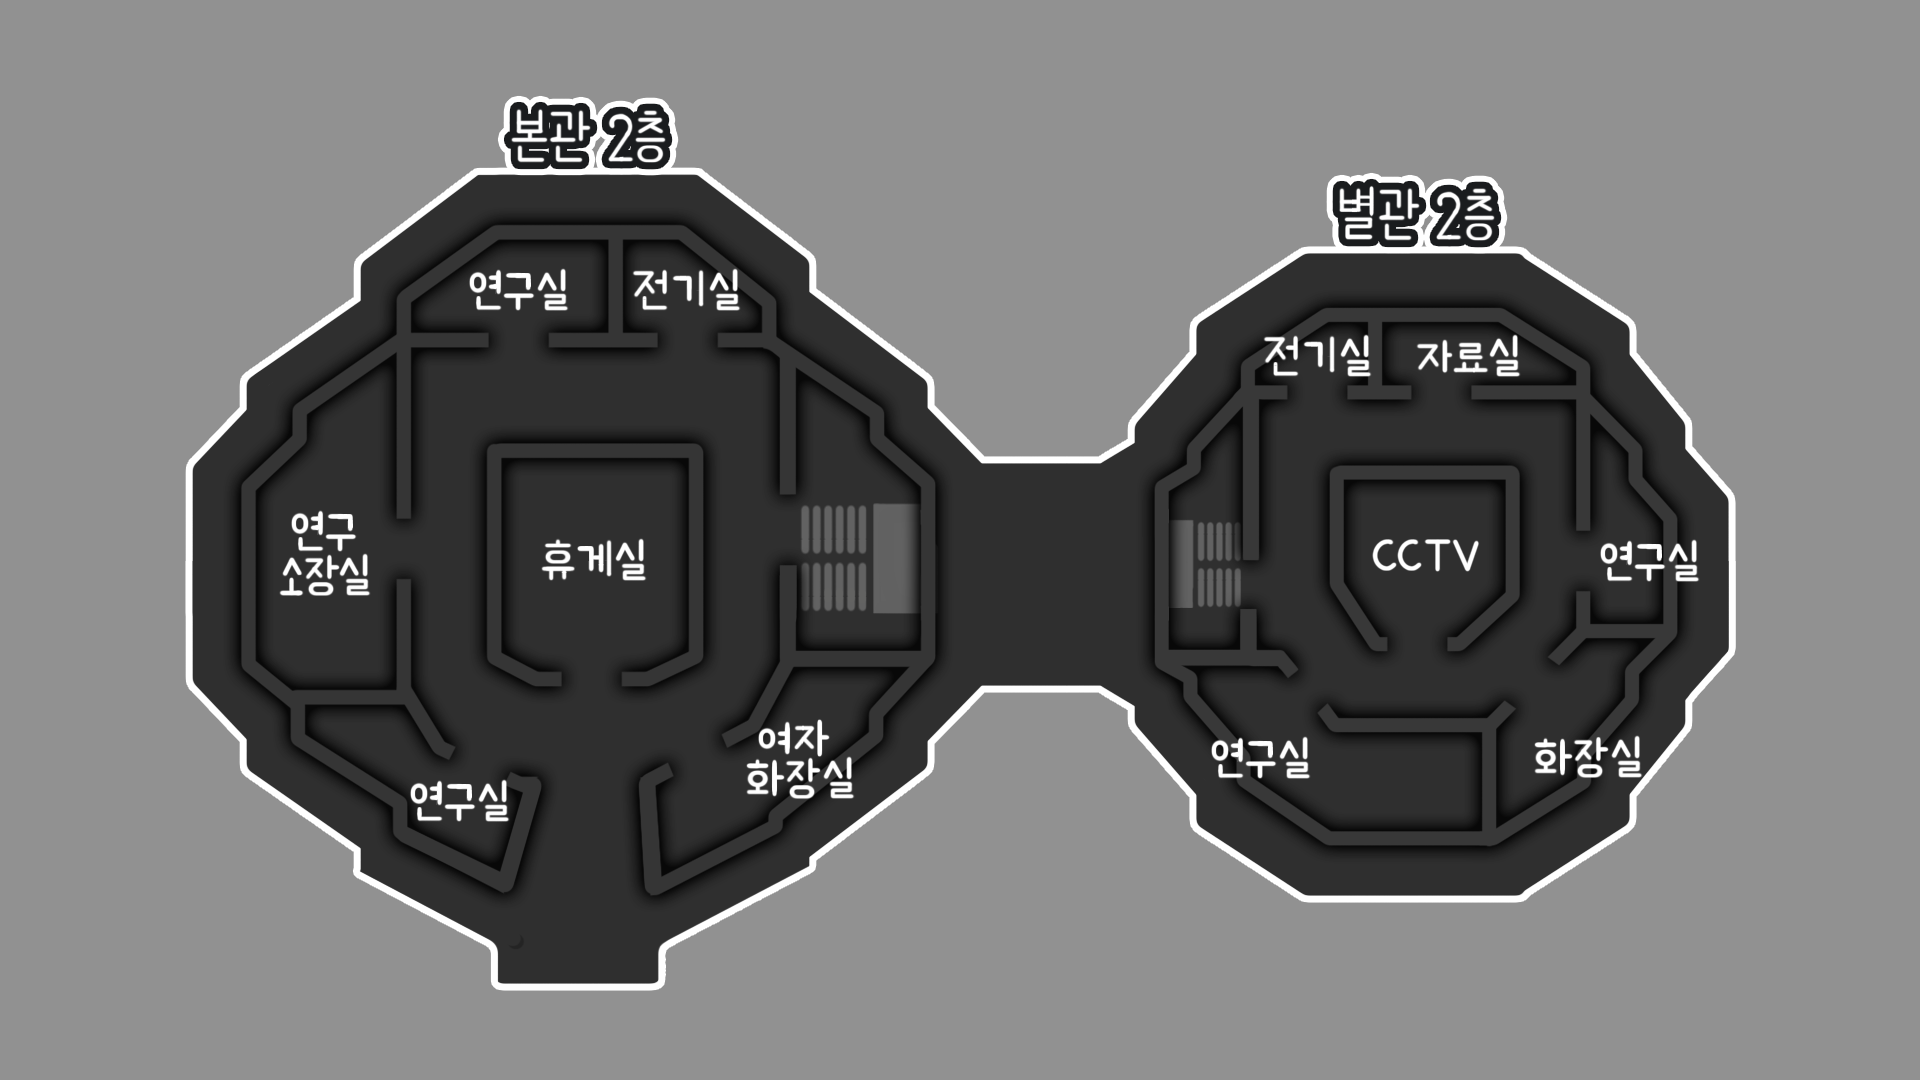 본관 2층
연구실
전기실
연구
소장실
휴게실
연구실
여자
화장실
별관 2층
전기실
자료실
CCTV
연구실
연구실
화장실